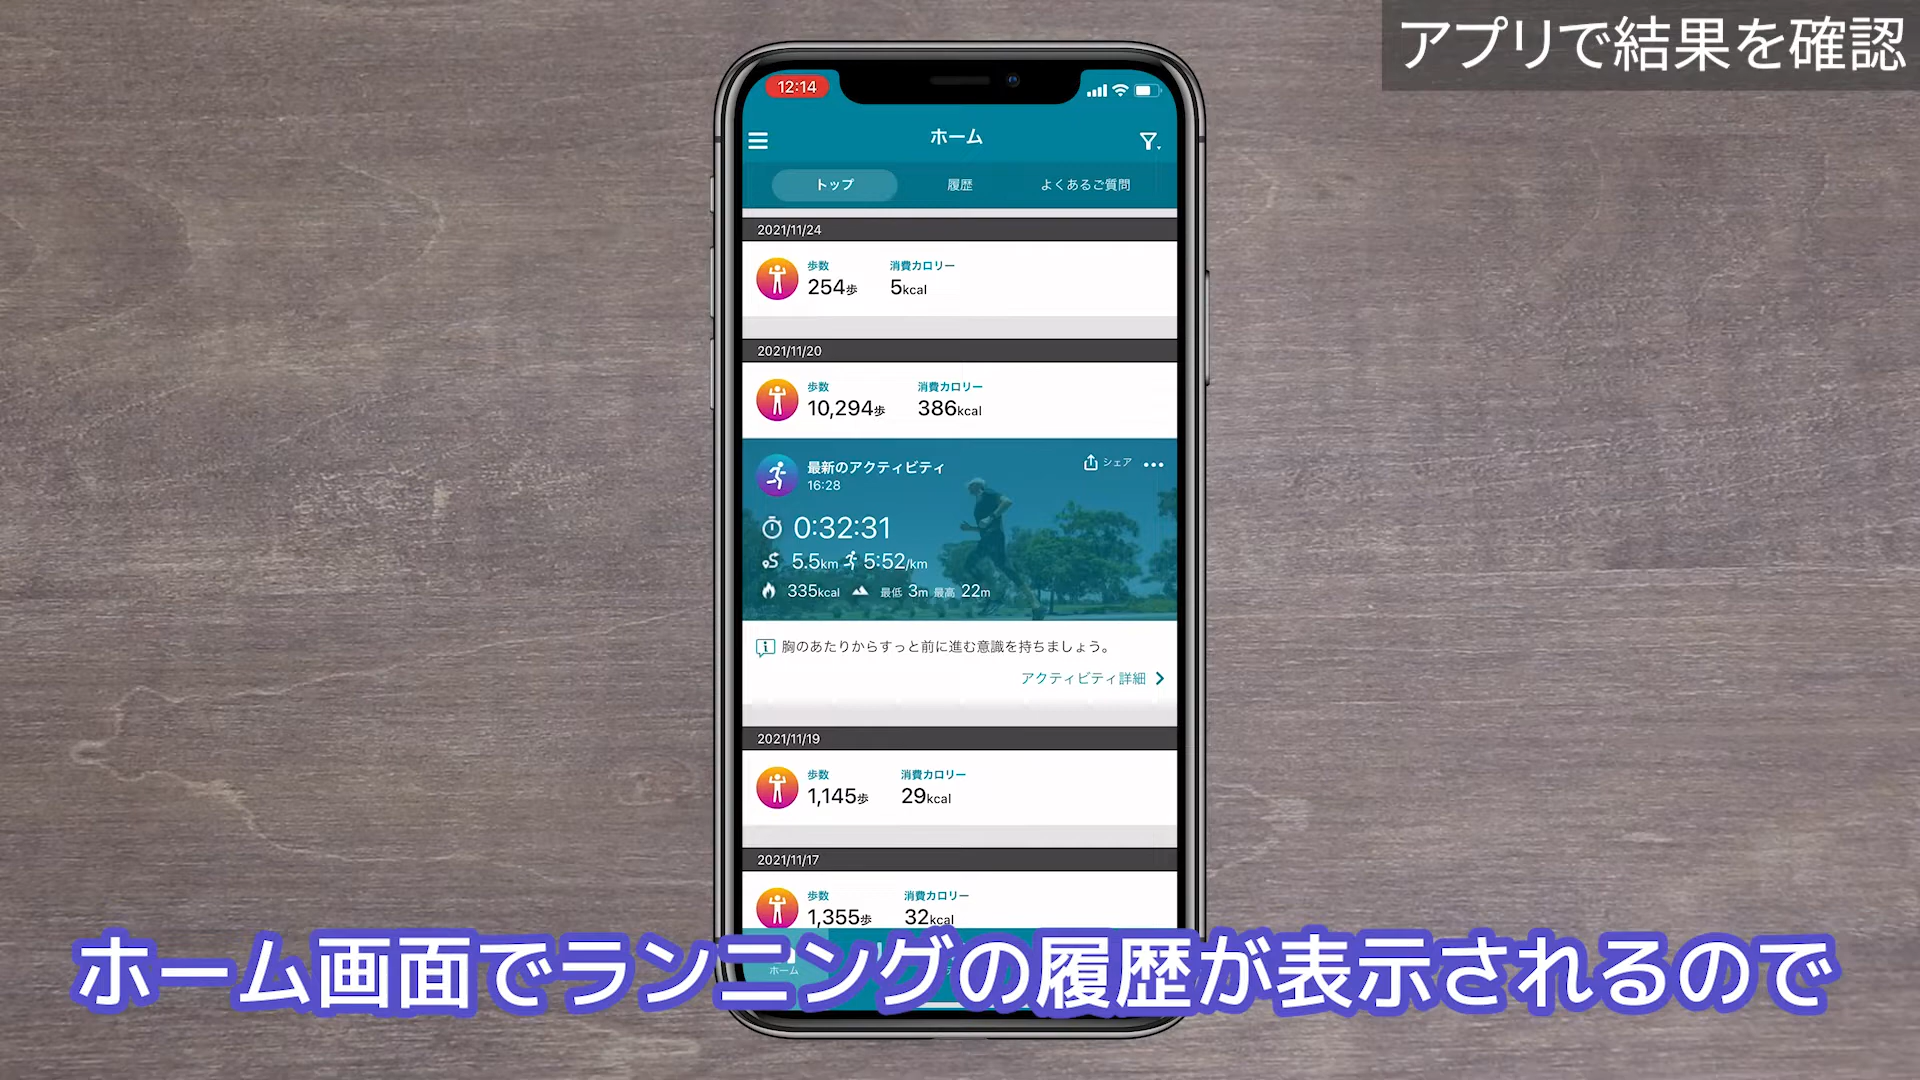 アプリで結果を確認
12:14
ホーム
トップ 履歴 よくあるご質問
2021/11/24
歩数 消費カロリー
254歩 5kcal
2021/11/20
歩数 消費カロリー
10,294歩 386kcal
最新のアクティビティ シェア
16:28
0:32:31
5.5km 5:52/km
335kcal 最低 3m 最高 22m
胸のあたりからすっと前に進む意識を持ちましょう。
アクティビティ詳細
2021/11/19
歩数 消費カロリー
1,145歩 29kcal
2021/11/17
歩数 消費カロリー
1,355歩 32kcal
ホーム
ホーム画面でランニングの履歴が表示されるので